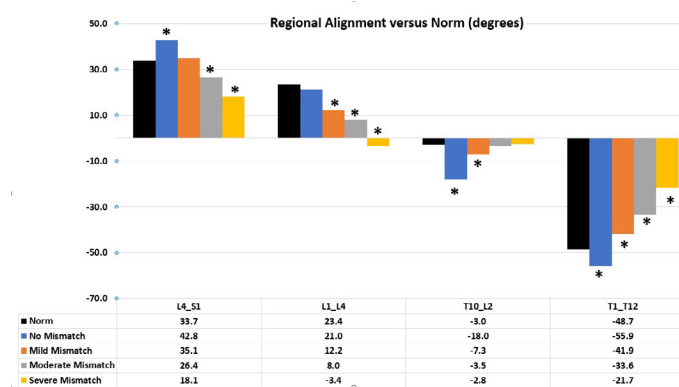 Regional Alignment versus Norm (degrees)
50.0
30.0
10.0
-10.0
-30.0
-50.0
-70.0
* * *
* * *
* *
* * * *
L4_S1 L1_L4 T10_L2 T1_T12
Norm 33.7 23.4 -3.0 -48.7
No Mismatch 42.8 21.0 -18.0 -55.9
Mild Mismatch 35.1 12.2 -7.3 -41.9
Moderate Mismatch 26.4 8.0 -3.5 -33.6
Severe Mismatch 18.1 -3.4 -2.8 -21.7